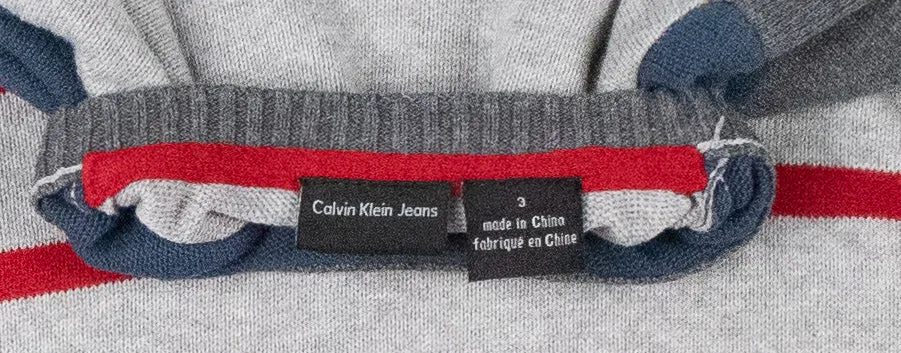 Calvin Klein Jeans
3
made in China
fabriqué en Chine